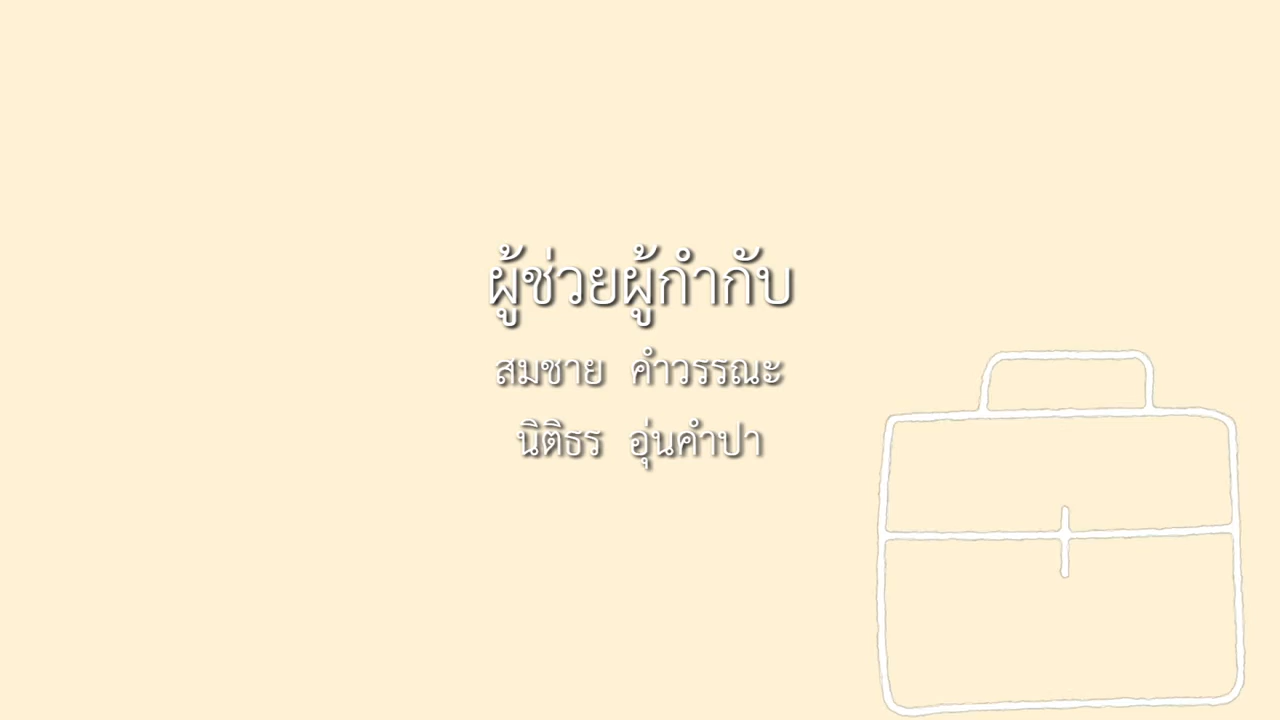 ผู้ช่วยผู้กำกับ
สมชาย คำวรรณะ
นิติธร อุ่นคำปา